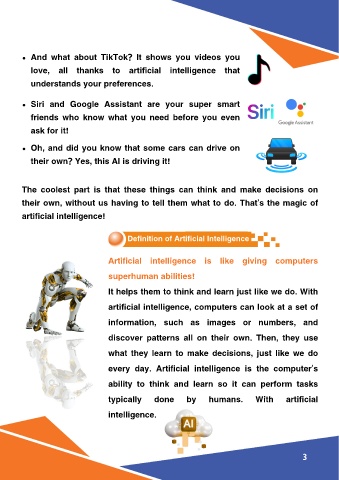 • And what about TikTok? It shows you videos you
love, all thanks to artificial intelligence that
understands your preferences.
• Siri and Google Assistant are your super smart
friends who know what you need before you even
ask for it!
Siri
Google Assistant
• Oh, and did you know that some cars can drive on
their own? Yes, this AI is driving it!
The coolest part is that these things can think and make decisions on
their own, without us having to tell them what to do. That's the magic of
artificial intelligence!
Definition of Artificial Intelligence
Artificial intelligence is like giving computers
superhuman abilities!
It helps them to think and learn just like we do. With
artificial intelligence, computers can look at a set of
information, such as images or numbers, and
discover patterns all on their own. Then, they use
what they learn to make decisions, just like we do
every day. Artificial intelligence is the computer's
ability to think and learn so it can perform tasks
typically done by humans. With artificial
intelligence.
AI
3